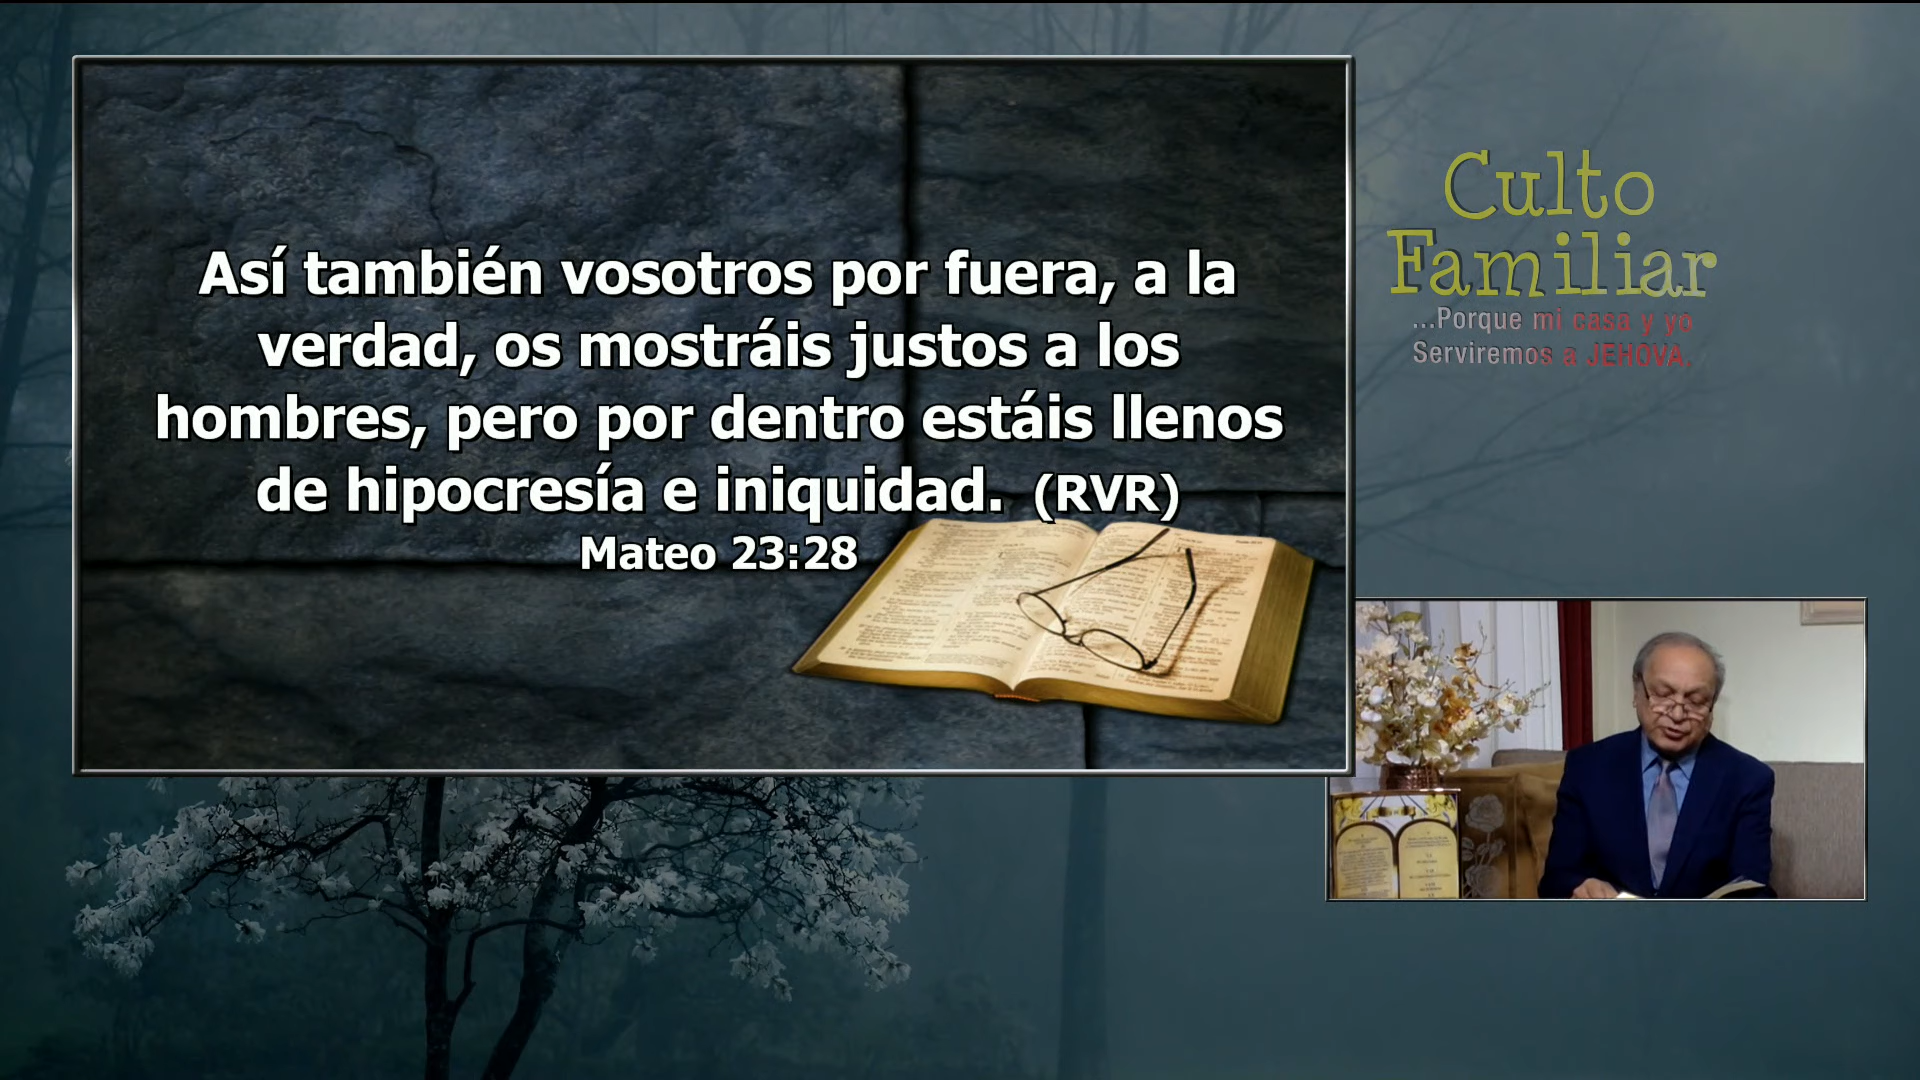 Así también vosotros por fuera, a la
verdad, os mostráis justos a los
hombres, pero por dentro estáis llenos
de hipocresía e iniquidad. (RVR)
Mateo 23:28
Culto
Familiar
...Porque mi casa y yo
Serviremos a JEHOVA.